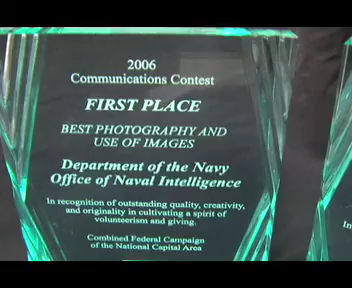 2006
Communications Contest
FIRST PLACE
BEST PHOTOGRAPHY AND
USE OF IMAGES
Department of the Navy
Office of Naval Intelligence
In recognition of outstanding quality, creativity,
and originality in cultivating a spirit of
volunteerism and giving.
Combined Federal Campaign
of the National Capital Area
In